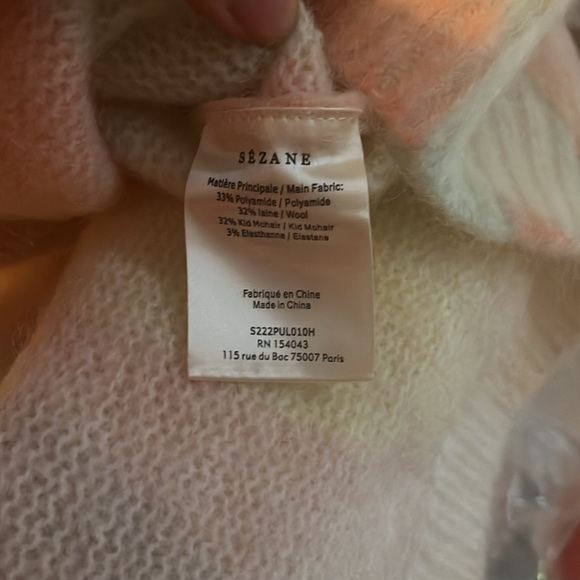 SÉZANE
Matière Principale / Main Fabric:
33% Polyamide / Polyamide
32% laine / Wool
32% Kid Mohair / Kid Mohair
3% Elasthanne / Elastane
Fabriqué en Chine
Made in China
S222PUL010H
RN 154043
115 rue du Bac 75007 Paris